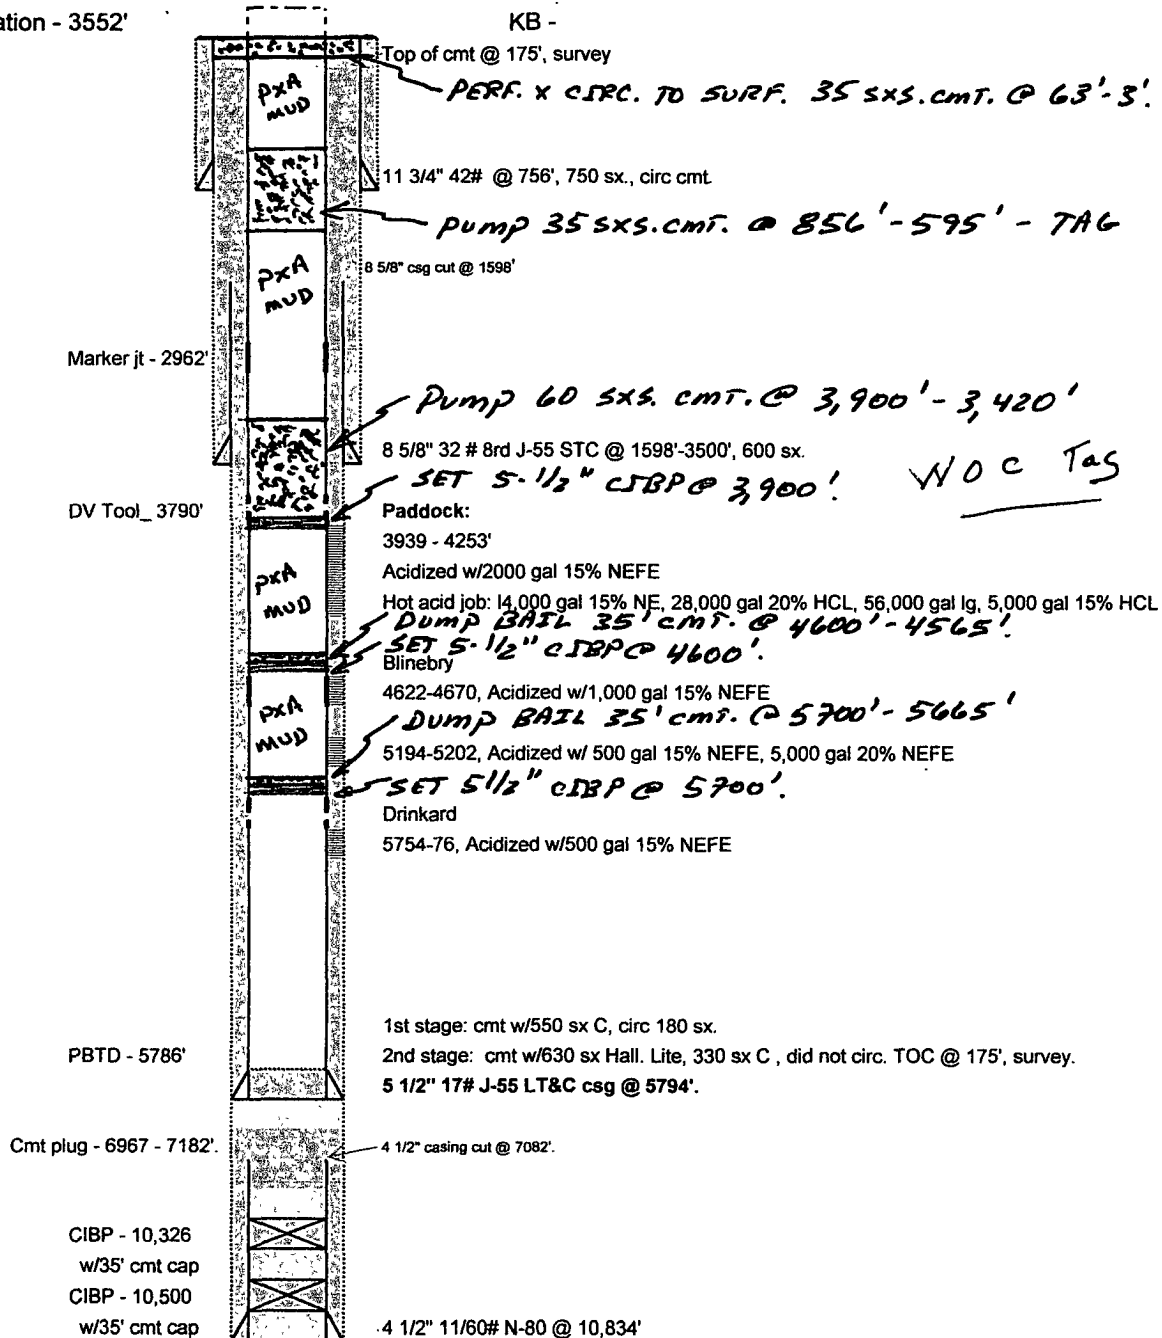 ation - 3552'
KB -
Top of cmt @ 175', survey
PERF. X CIRC. TO SURF. 35 SXS. CMT. @ 63'-3'.
PXA MUD
11 3/4" 42# @ 756', 750 sx., circ cmt.
PUMP 35 SXS. CMT. @ 856'-595' - TAG
PXA MUD
8 5/8" csg cut @ 1598'
Marker jt - 2962'
PUMP 60 SXS. CMT. @ 3,900' - 3,420'
8 5/8" 32 # 8rd J-55 STC @ 1598'-3500', 600 sx.
WOC Tag
SET 5-1/2" CIBP @ 3,900'.
DV Tool_ 3790'
Paddock:
3939 - 4253'
PXA MUD
Acidized w/2000 gal 15% NEFE
Hot acid job: l4,000 gal 15% NE, 28,000 gal 20% HCL, 56,000 gal lg, 5,000 gal 15% HCL
DUMP BAIL 35' CMT. @ 4600'-4565'.
SET 5-1/2" CIBP @ 4600'.
Blinebry
4622-4670, Acidized w/1,000 gal 15% NEFE
PXA MUD
DUMP BAIL 35' CMT. @ 5700'-5665'
5194-5202, Acidized w/ 500 gal 15% NEFE, 5,000 gal 20% NEFE
SET 5 1/2" CIBP @ 5700'.
Drinkard
5754-76, Acidized w/500 gal 15% NEFE
1st stage: cmt w/550 sx C, circ 180 sx.
PBTD - 5786'
2nd stage: cmt w/630 sx Hall. Lite, 330 sx C , did not circ. TOC @ 175', survey.
5 1/2" 17# J-55 LT&C csg @ 5794'.
Cmt plug - 6967 - 7182'.
4 1/2" casing cut @ 7082'.
CIBP - 10,326
w/35' cmt cap
CIBP - 10,500
w/35' cmt cap
4 1/2" 11/60# N-80 @ 10,834'